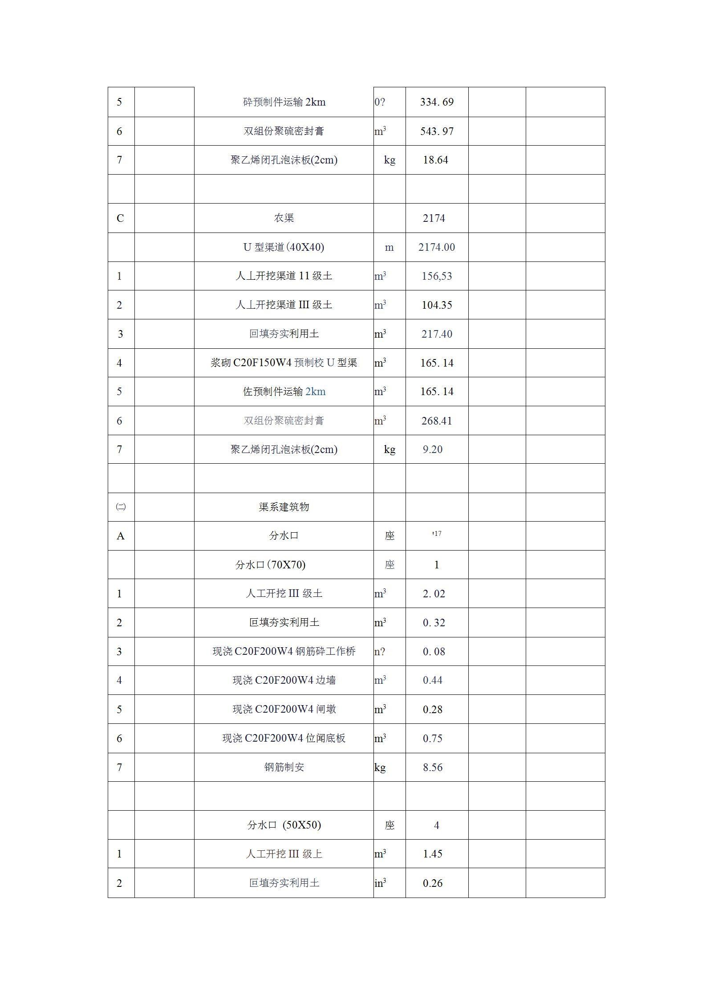 5 砕预制件运输 2km 0? 334. 69
6 双組份聚硫密封膏 m³ 543. 97
7 聚乙烯闭孔泡沫板(2cm) kg 18.64
C 农渠 2174
U 型渠道(40X40) m 2174.00
1 人丄开挖渠道 11 级土 m³ 156,53
2 人丄开挖渠道 III 级土 m³ 104.35
3 回填夯实利用土 m³ 217.40
4 浆砌 C20F150W4 预制校 U 型渠 m³ 165. 14
5 佐预制件运输 2km m³ 165. 14
6 双组份聚硫密封膏 m³ 268.41
7 聚乙烯闭孔泡沫板(2cm) kg 9.20
㈡ 渠系建筑物
A 分水口 座 '17
分水口(70X70) 座 1
1 人工开挖 III 级土 m³ 2. 02
2 叵填夯实利用土 m³ 0. 32
3 现浇 C20F200W4 钢筋砕工作桥 n? 0. 08
4 现浇 C20F200W4 边墙 m³ 0.44
5 现浇 C20F200W4 闸墩 m³ 0.28
6 现浇 C20F200W4 位闻底板 m³ 0.75
7 钢筋制安 kg 8.56
分水口 (50X50) 座 4
1 人工开挖 III 级上 m³ 1.45
2 叵埴夯实利用土 in³ 0.26